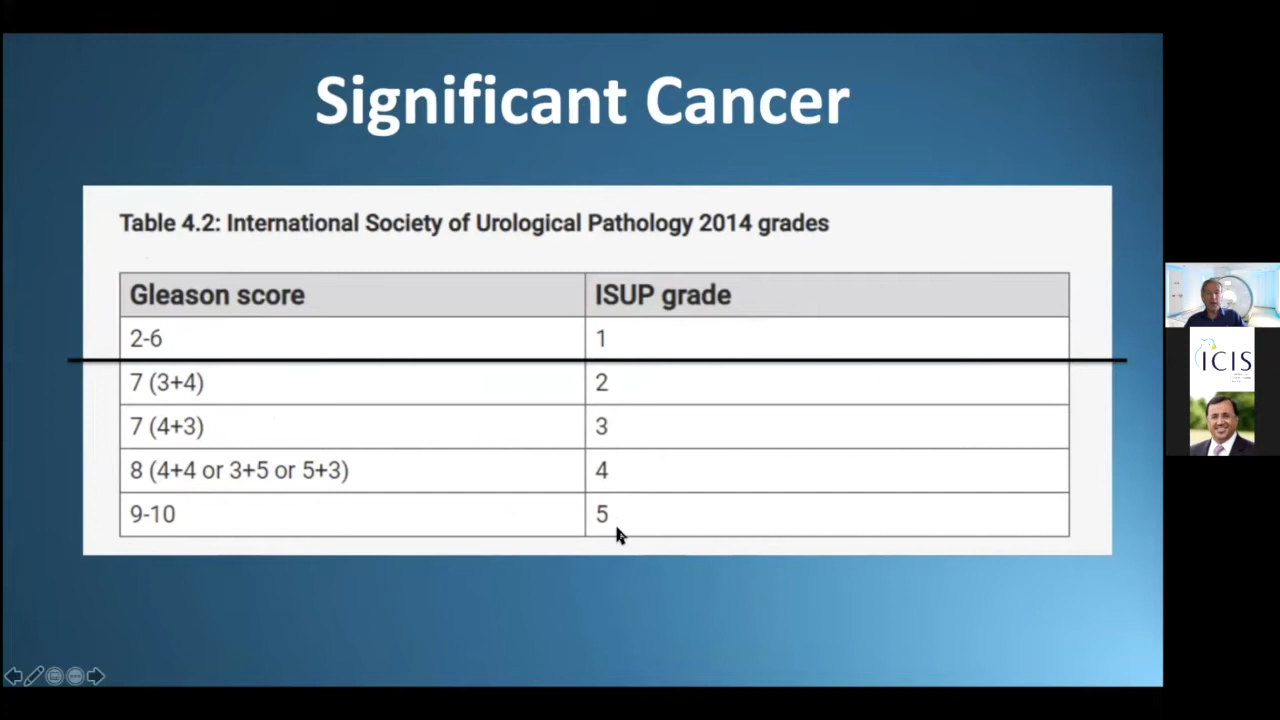 Significant Cancer
Table 4.2: International Society of Urological Pathology 2014 grades
Gleason score ISUP grade
2-6 1
7 (3+4) 2
7 (4+3) 3
8 (4+4 or 3+5 or 5+3) 4
9-10 5
ICIS